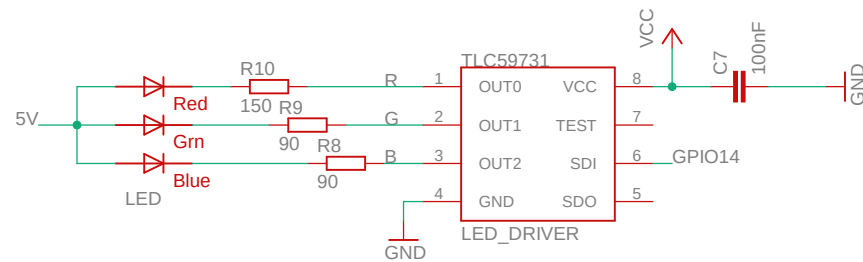 VCC
C7
100nF
GND
TLC59731
R10
150
R
1
OUT0
VCC
8
Red
5V
R9
90
G
2
OUT1
TEST
7
Grn
R8
90
B
3
OUT2
SDI
6
GPIO14
Blue
LED
4
GND
SDO
5
LED_DRIVER
GND